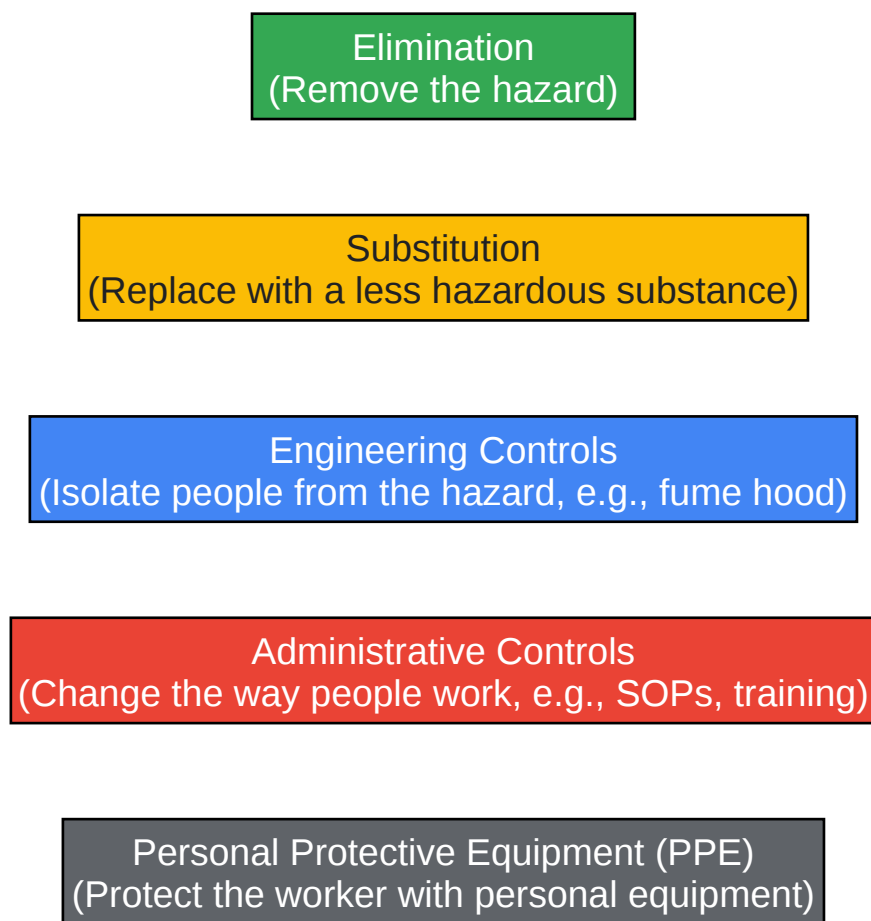 Elimination
(Remove the hazard)
Substitution
(Replace with a less hazardous substance)
Engineering Controls
(Isolate people from the hazard, e.g., fume hood)
Administrative Controls
(Change the way people work, e.g., SOPs, training)
Personal Protective Equipment (PPE)
(Protect the worker with personal equipment)